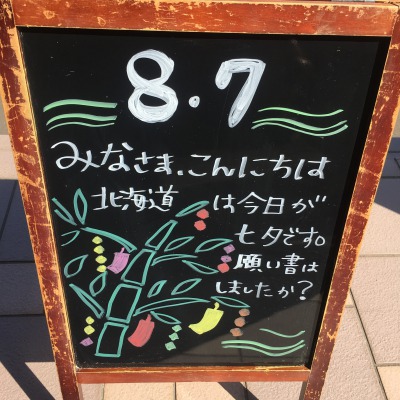 8.7
みなさま、こんにちは
北海道は今日が
七夕です。
願い書は
しましたか?